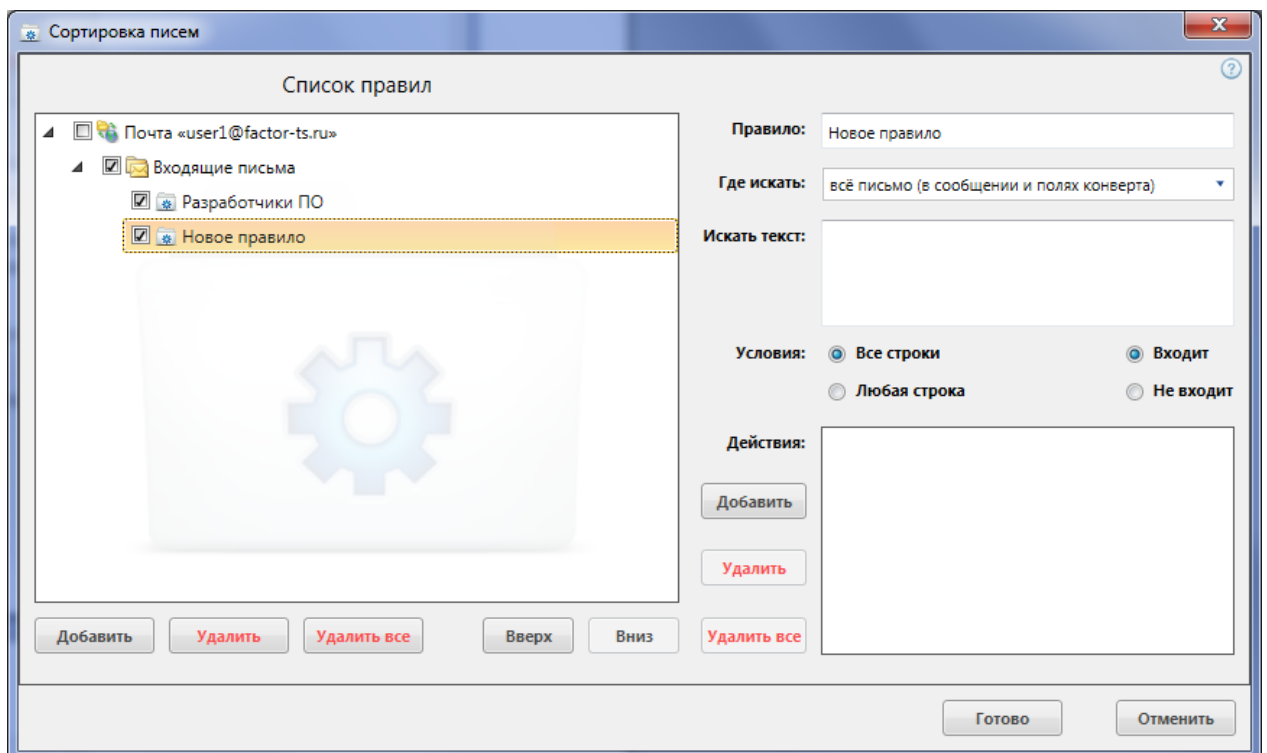 Сортировка писем
Список правил
Почта «user1@factor-ts.ru»
Входящие письма
Разработчики ПО
Новое правило
Добавить
Удалить
Удалить все
Вверх
Вниз
Правило: Новое правило
Где искать: всё письмо (в сообщении и полях конверта)
Искать текст:
Условия: Все строки Входит
Любая строка Не входит
Действия:
Добавить
Удалить
Удалить все
Готово
Отменить